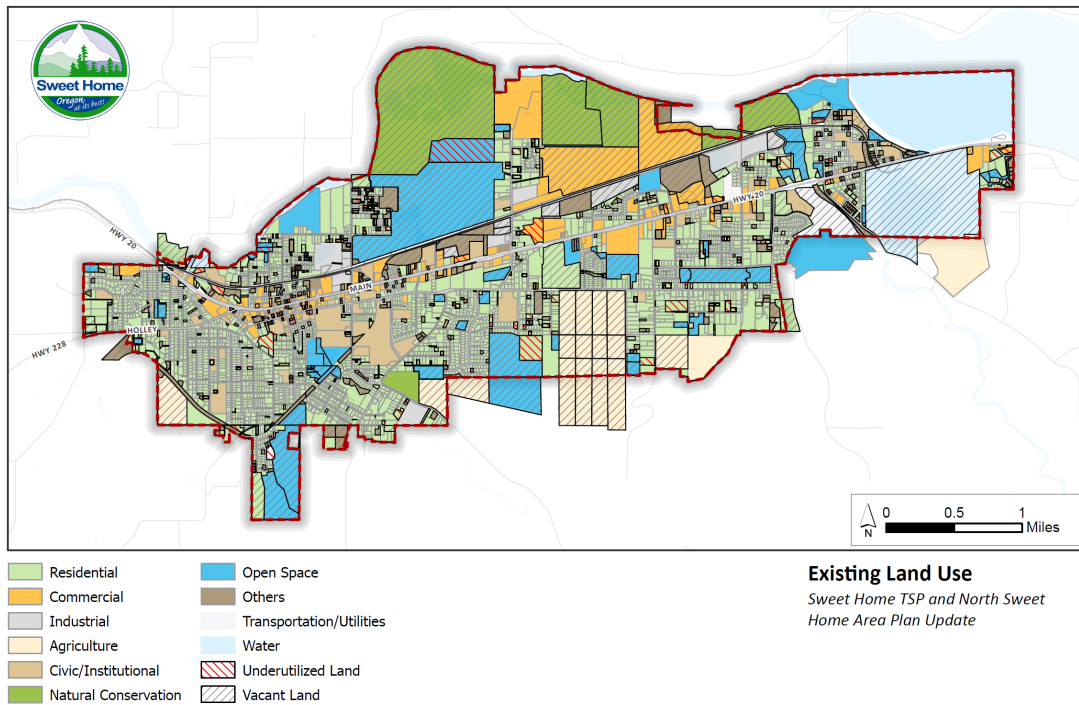 Sweet Home
Oregon
at its best!
HWY 20
HWY 20
MAIN
HOLLEY
HWY 228
0 0.5 1
Miles
N
Residential
Commercial
Industrial
Agriculture
Civic/Institutional
Natural Conservation
Open Space
Others
Transportation/Utilities
Water
Underutilized Land
Vacant Land
Existing Land Use
Sweet Home TSP and North Sweet
Home Area Plan Update